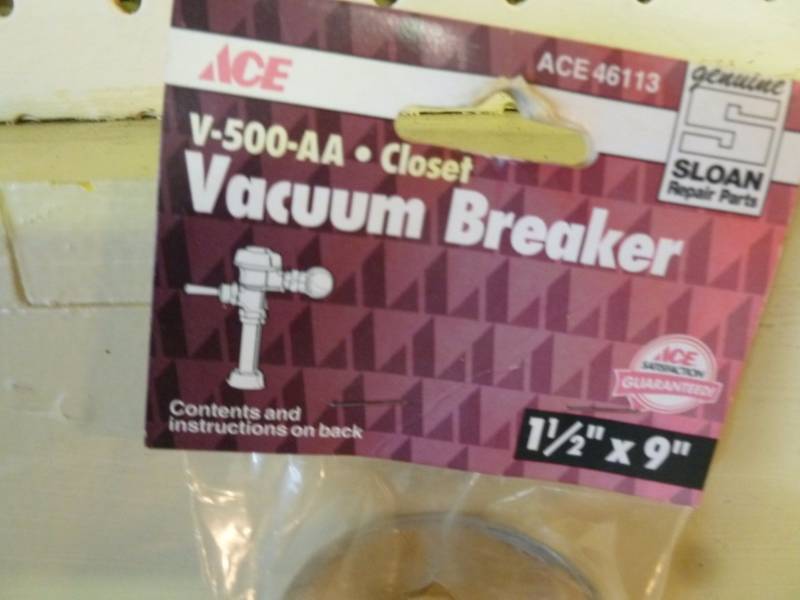 ACE
ACE 46113
genuine
S
SLOAN
Repair Parts
V-500-AA • Closet
Vacuum Breaker
ACE
SATISFACTION
GUARANTEED!
Contents and
instructions on back
1½" x 9"